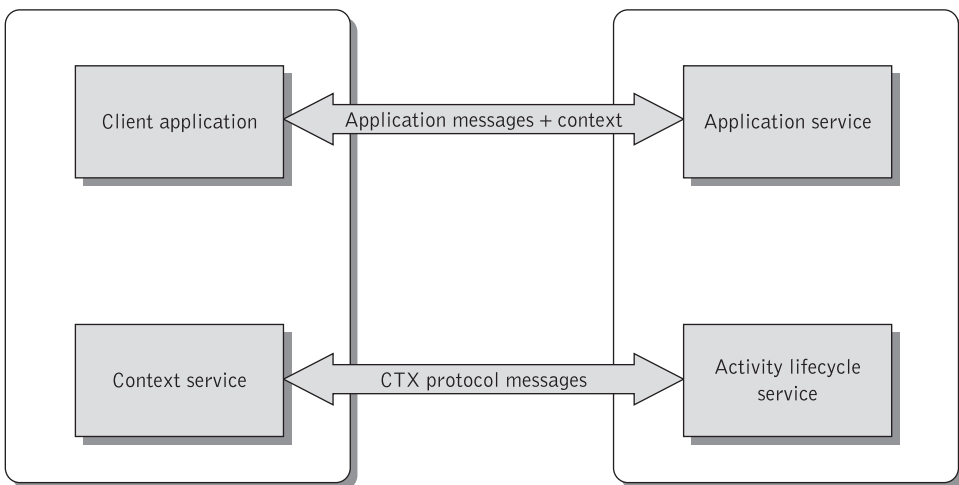 Client application
Application messages + context
Application service
Context service
CTX protocol messages
Activity lifecycle
service